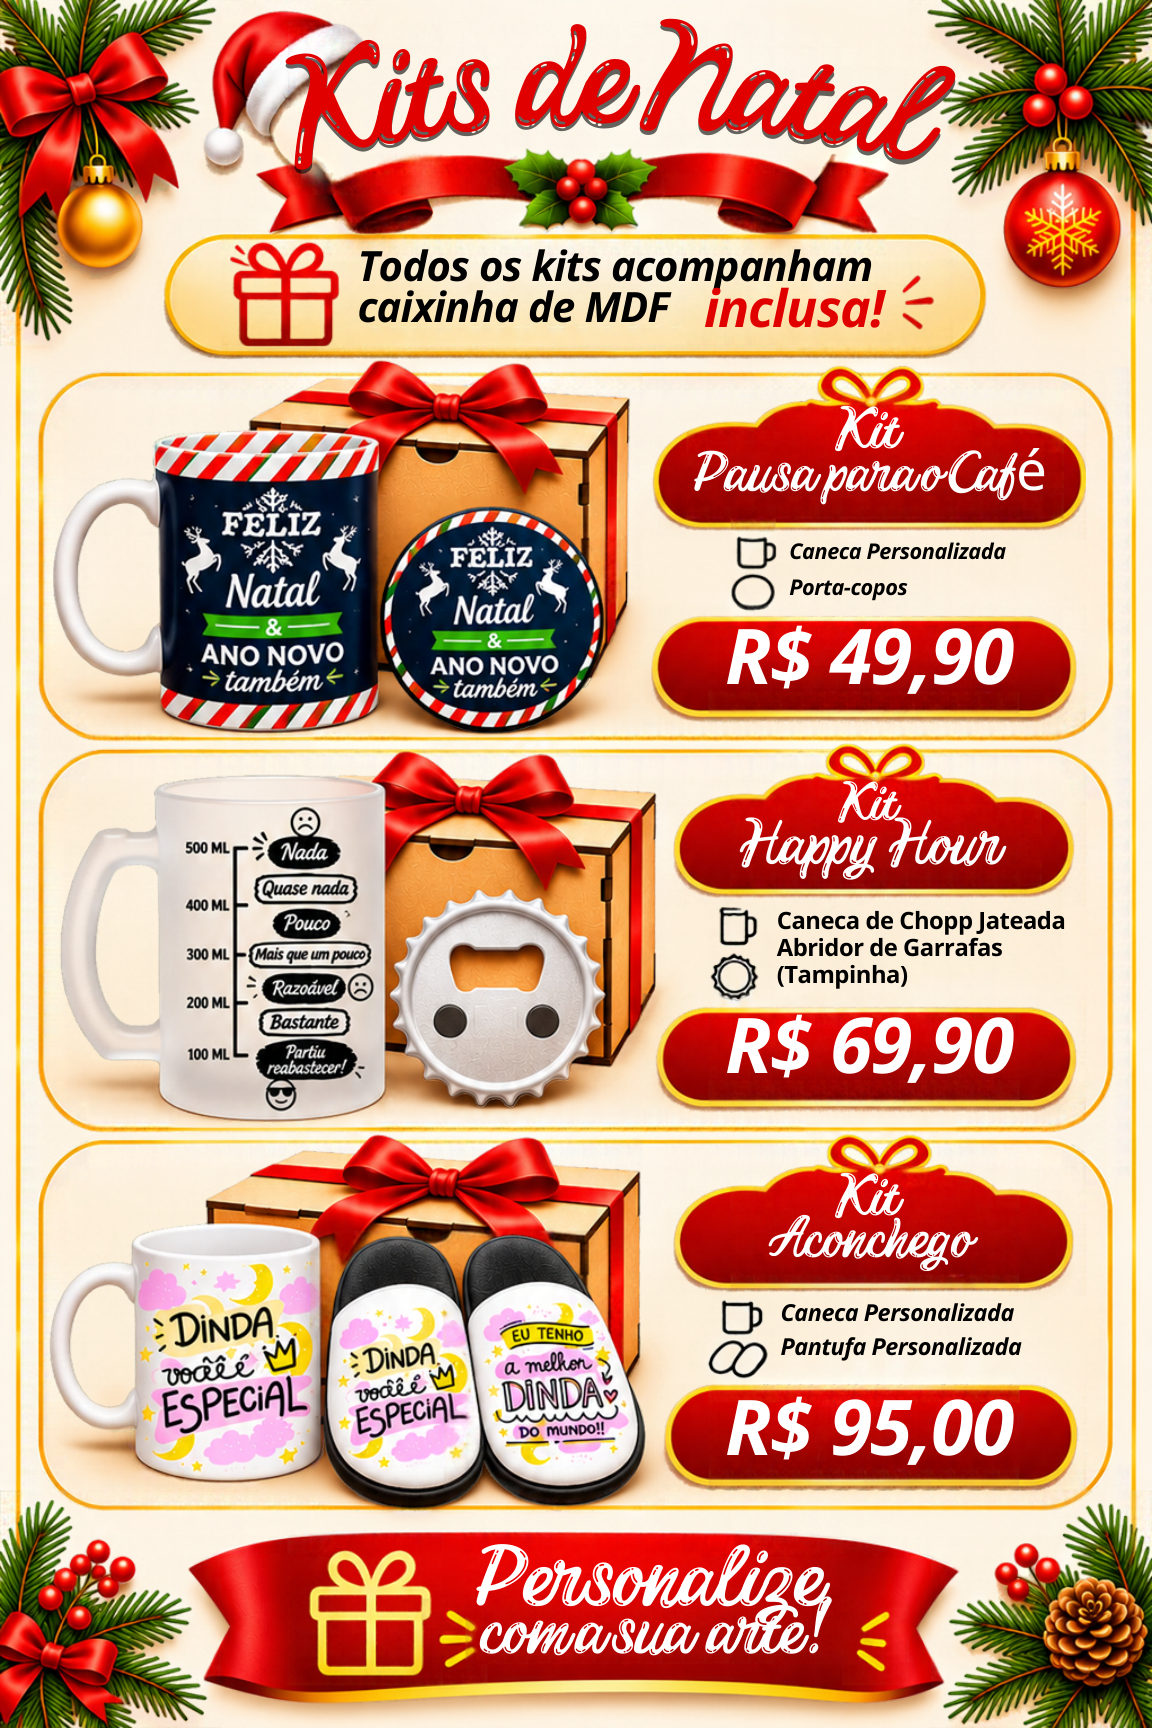 Kits de Natal
Todos os kits acompanham
caixinha de MDF inclusa!
FELIZ
Natal
&
ANO NOVO
também
FELIZ
Natal
&
ANO NOVO
também
Kit
Pausa para o Café
Caneca Personalizada
Porta-copos
R$ 49,90
500 ML
Nada
Quase nada
400 ML
Pouco
300 ML
Mais que um pouco
Razoável
200 ML
Bastante
100 ML
Partiu
reabastecer!
Kit
Happy Hour
Caneca de Chopp Jateada
Abridor de Garrafas
(Tampinha)
R$ 69,90
DINDA
vocêêé
ESPECIAL
DINDA
vocêêé
ESPECIAL
EU TENHO
a melhor
DINDA
DO MUNDO!!
Kit
Aconchego
Caneca Personalizada
Pantufa Personalizada
R$ 95,00
Personalize
com a sua arte!